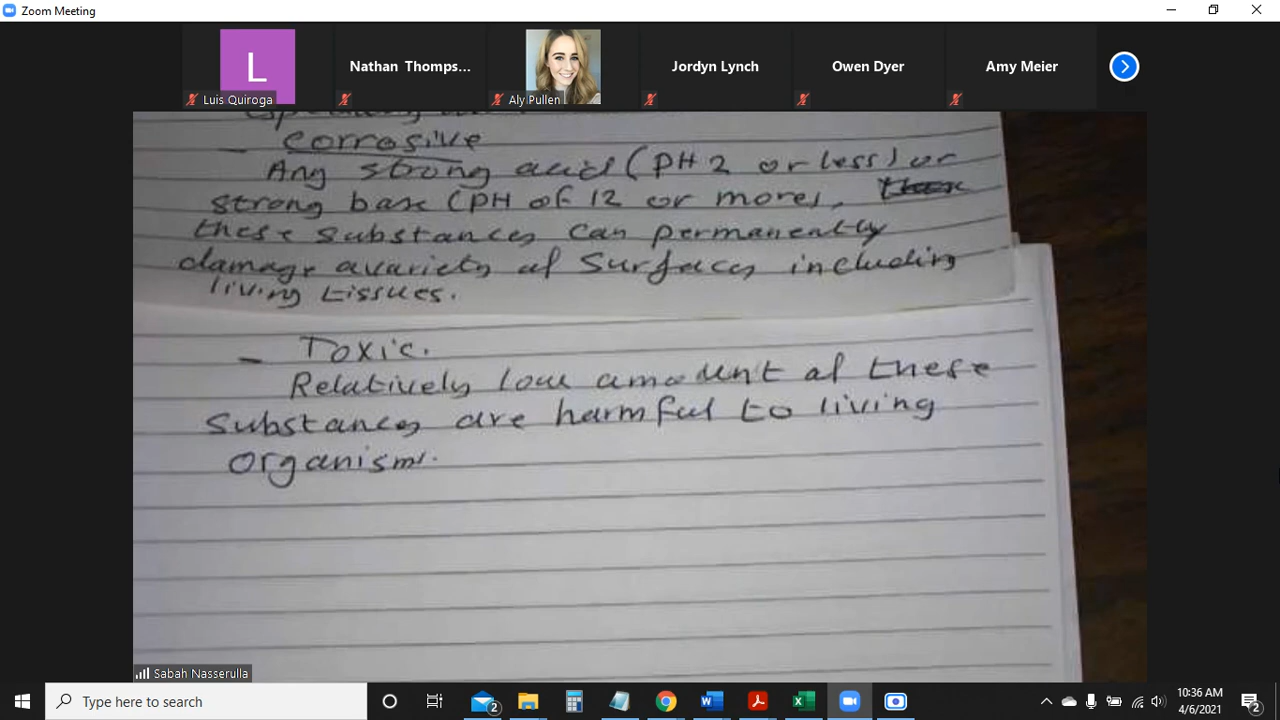 Zoom Meeting
L
Luis Quiroga
Nathan Thomps...
Aly Pullen
Jordyn Lynch
Owen Dyer
Amy Meier
- Corrosive
Any strong acid (PH 2 or less) or
strong base (PH of 12 or more),
these substances can permanently
damage a variety of surfaces including
living tissues.
- Toxic.
Relatively low amount of these
substances are harmful to living
organisms.
Sabah Nasserulla
Type here to search
2
10:36 AM
4/6/2021
2